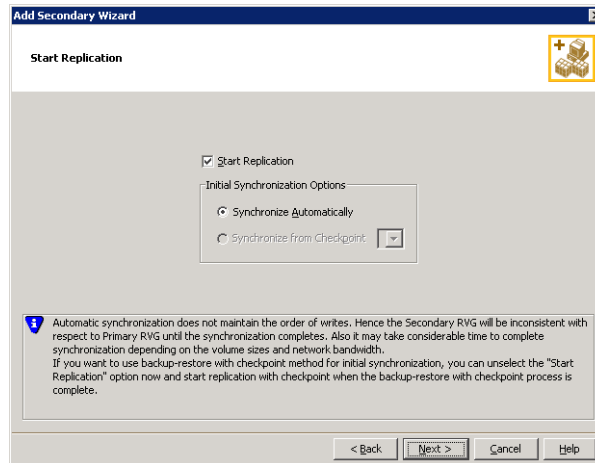 Add Secondary Wizard
Start Replication
Start Replication
Initial Synchronization Options
Synchronize Automatically
Synchronize from Checkpoint
Automatic synchronization does not maintain the order of writes. Hence the Secondary RVG will be inconsistent with
respect to Primary RVG until the synchronization completes. Also it may take considerable time to complete
synchronization depending on the volume sizes and network bandwidth.
If you want to use backup-restore with checkpoint method for initial synchronization, you can unselect the "Start
Replication" option now and start replication with checkpoint when the backup-restore with checkpoint process is
complete.
< Back Next > Cancel Help